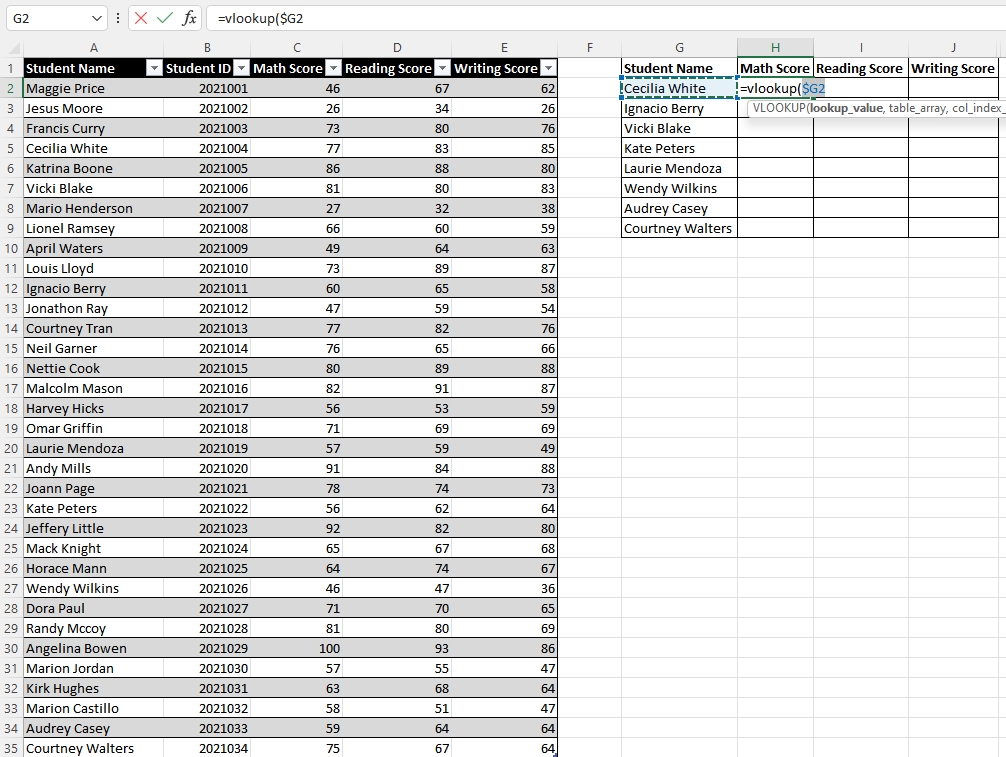 G2 fx =vlookup($G2
A B C D E F G H I J
1 Student Name Student ID Math Score Reading Score Writing Score Student Name Math Score Reading Score Writing Score
2 Maggie Price 2021001 46 67 62 Cecilia White =vlookup($G2
3 Jesus Moore 2021002 26 34 26 Ignacio Berry VLOOKUP(lookup_value, table_array, col_index_
4 Francis Curry 2021003 73 80 76 Vicki Blake
5 Cecilia White 2021004 77 83 85 Kate Peters
6 Katrina Boone 2021005 86 88 80 Laurie Mendoza
7 Vicki Blake 2021006 81 80 83 Wendy Wilkins
8 Mario Henderson 2021007 27 32 38 Audrey Casey
9 Lionel Ramsey 2021008 66 60 59 Courtney Walters
10 April Waters 2021009 49 64 63
11 Louis Lloyd 2021010 73 89 87
12 Ignacio Berry 2021011 60 65 58
13 Jonathon Ray 2021012 47 59 54
14 Courtney Tran 2021013 77 82 76
15 Neil Garner 2021014 76 65 66
16 Nettie Cook 2021015 80 89 88
17 Malcolm Mason 2021016 82 91 87
18 Harvey Hicks 2021017 56 53 59
19 Omar Griffin 2021018 71 69 69
20 Laurie Mendoza 2021019 57 59 49
21 Andy Mills 2021020 91 84 88
22 Joann Page 2021021 78 74 73
23 Kate Peters 2021022 56 62 64
24 Jeffery Little 2021023 92 82 80
25 Mack Knight 2021024 65 67 68
26 Horace Mann 2021025 64 74 67
27 Wendy Wilkins 2021026 46 47 36
28 Dora Paul 2021027 71 70 65
29 Randy Mccoy 2021028 81 80 69
30 Angelina Bowen 2021029 100 93 86
31 Marion Jordan 2021030 57 55 47
32 Kirk Hughes 2021031 63 68 64
33 Marion Castillo 2021032 58 51 47
34 Audrey Casey 2021033 59 64 64
35 Courtney Walters 2021034 75 67 64